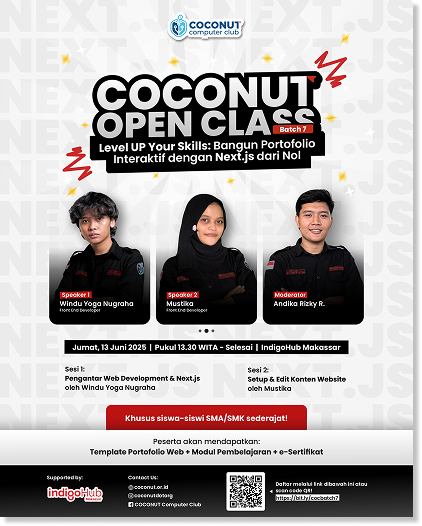 COCONUT
computer club
COCONUT
OPEN CLASS
Batch 7
Level UP Your Skills: Bangun Portofolio
Interaktif dengan Next.js dari Nol
Speaker 1
Windu Yoga Nugraha
Front End Developer
Speaker 2
Mustika
Front End Developer
Moderator
Andika Rizky R.
Jumat, 13 Juni 2025 | Pukul 13.30 WITA - Selesai | IndigoHub Makassar
Sesi 1:
Pengantar Web Development & Next.js
oleh Windu Yoga Nugraha
Sesi 2:
Setup & Edit Konten Website
oleh Mustika
Khusus siswa-siswi SMA/SMK sederajat!
Peserta akan mendapatkan:
Template Portofolio Web + Modul Pembelajaran + e-Sertifikat
Supported by:
indigoHub
Makassar
Contact Us:
coconut.or.id
coconutdotorg
COCONUT Computer Club
Daftar melalui link dibawah ini atau
scan code QR!
https://bit.ly/cocbatch7